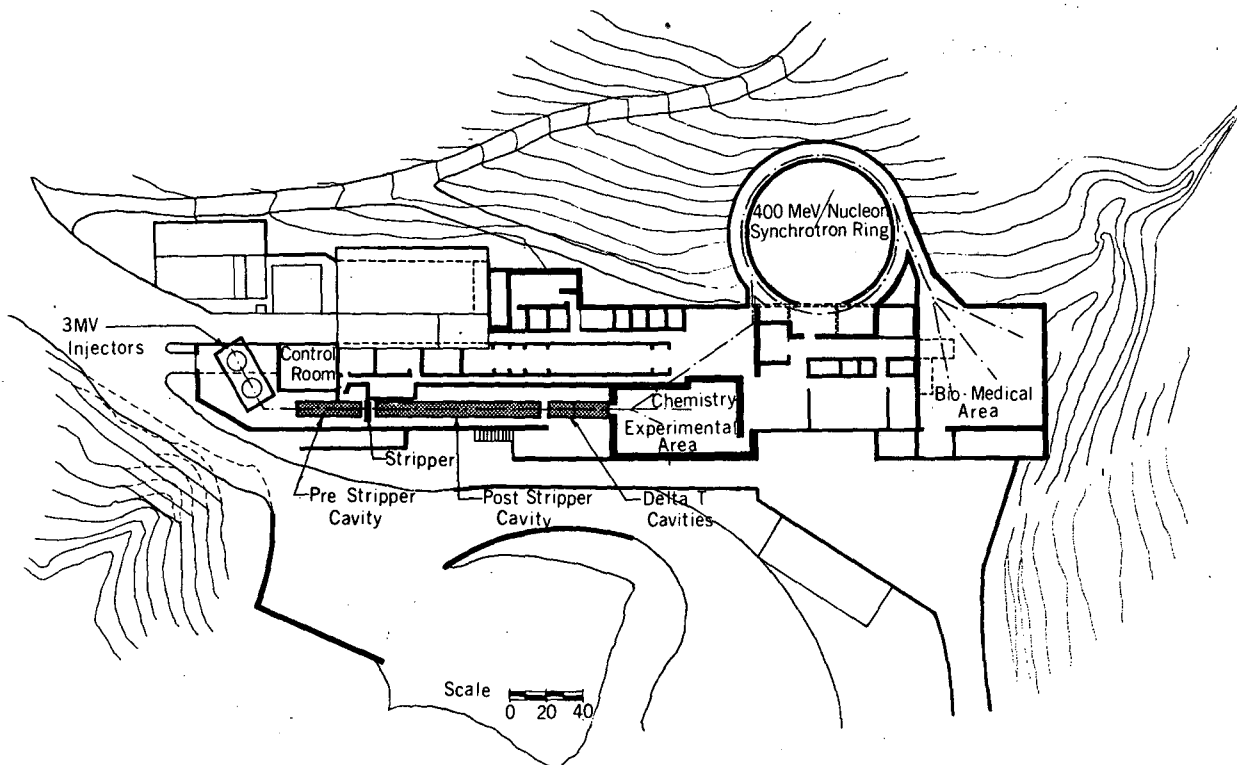 400 MeV Nucleon
Synchrotron Ring
3MV
Injectors
Control
Room
Chemistry
Experimental
Area
Bio-Medical
Area
Stripper
Pre Stripper
Cavity
Post Stripper
Cavity
Delta T
Cavities
Scale
0 20 40